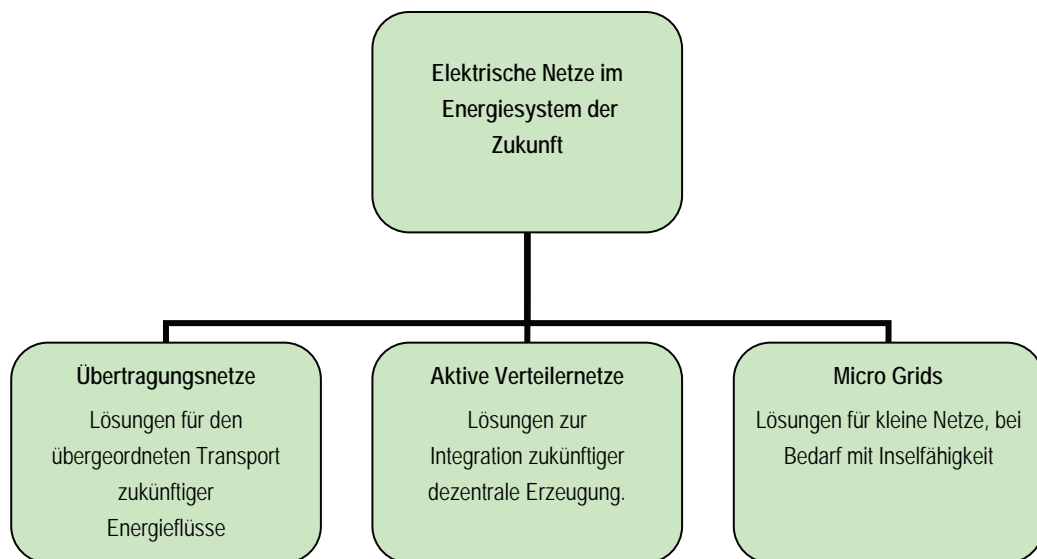 Elektrische Netze im
Energiesystem der
Zukunft
Übertragungsnetze
Lösungen für den
übergeordneten Transport
zukünftiger
Energieflüsse
Aktive Verteilernetze
Lösungen zur
Integration zukünftiger
dezentrale Erzeugung.
Micro Grids
Lösungen für kleine Netze, bei
Bedarf mit Inselfähigkeit